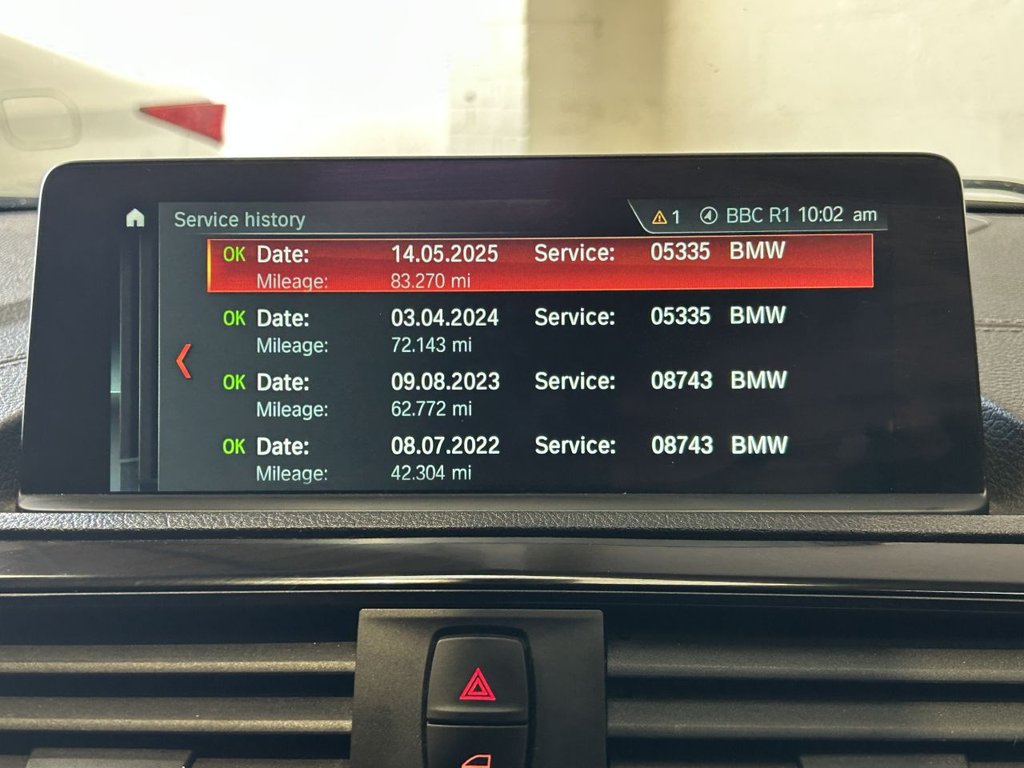 Service history
1 BBC R1 10:02 am
OK Date: 14.05.2025 Service: 05335 BMW
Mileage: 83.270 mi
OK Date: 03.04.2024 Service: 05335 BMW
Mileage: 72.143 mi
OK Date: 09.08.2023 Service: 08743 BMW
Mileage: 62.772 mi
OK Date: 08.07.2022 Service: 08743 BMW
Mileage: 42.304 mi